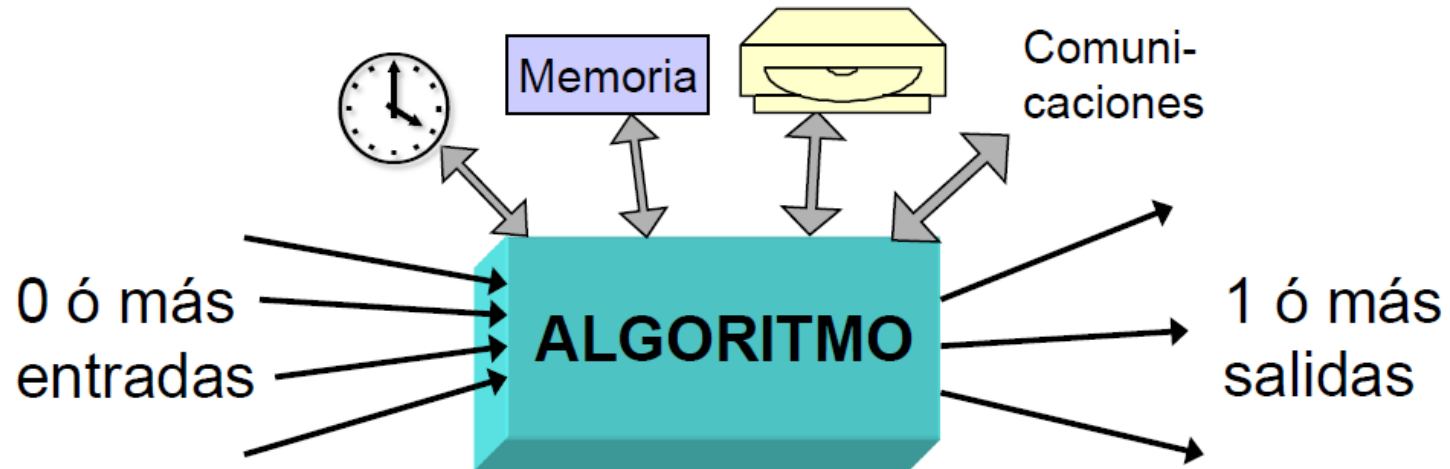 Memoria
Comuni-
caciones
0 ó más
entradas
ALGORITMO
1 ó más
salidas